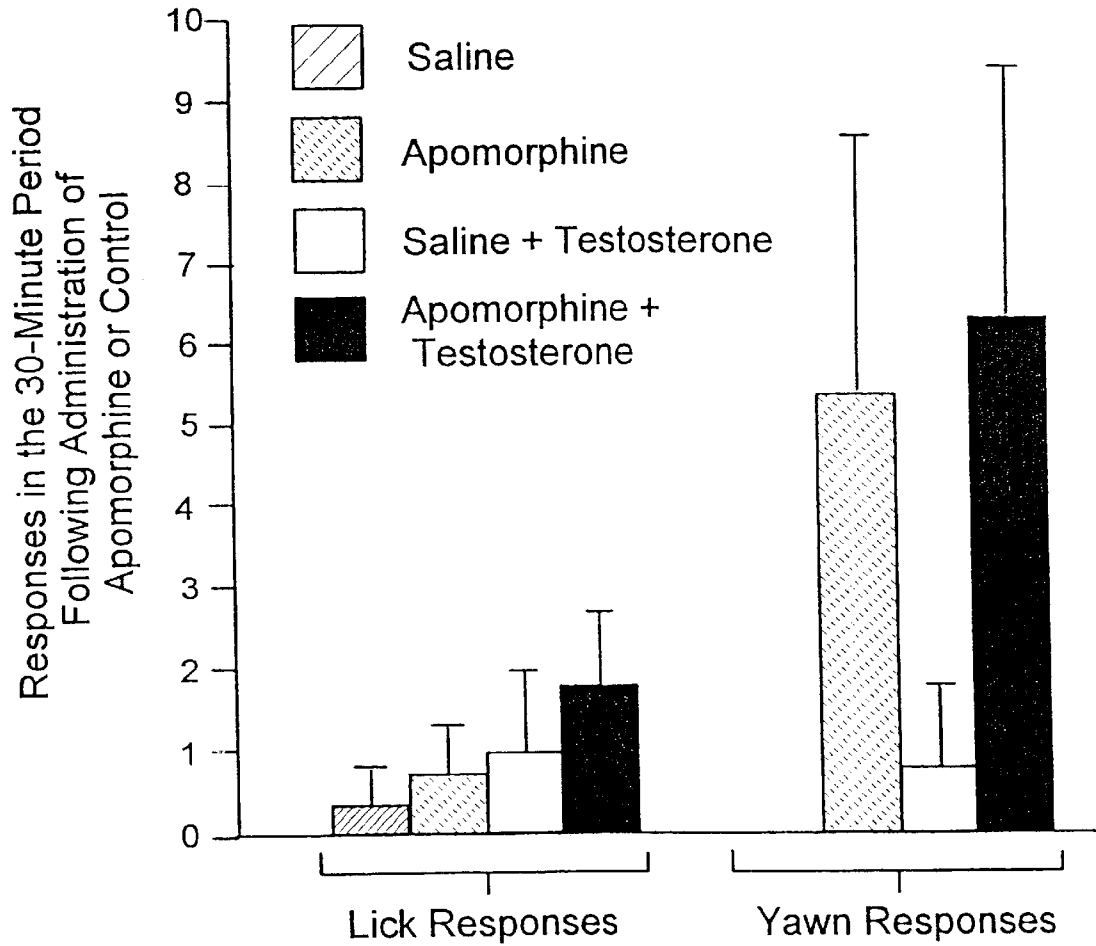 Responses in the 30-Minute Period
Following Administration of
Apomorphine or Control
10
9
8
7
6
5
4
3
2
1
0
Saline
Apomorphine
Saline + Testosterone
Apomorphine +
Testosterone
Lick Responses
Yawn Responses